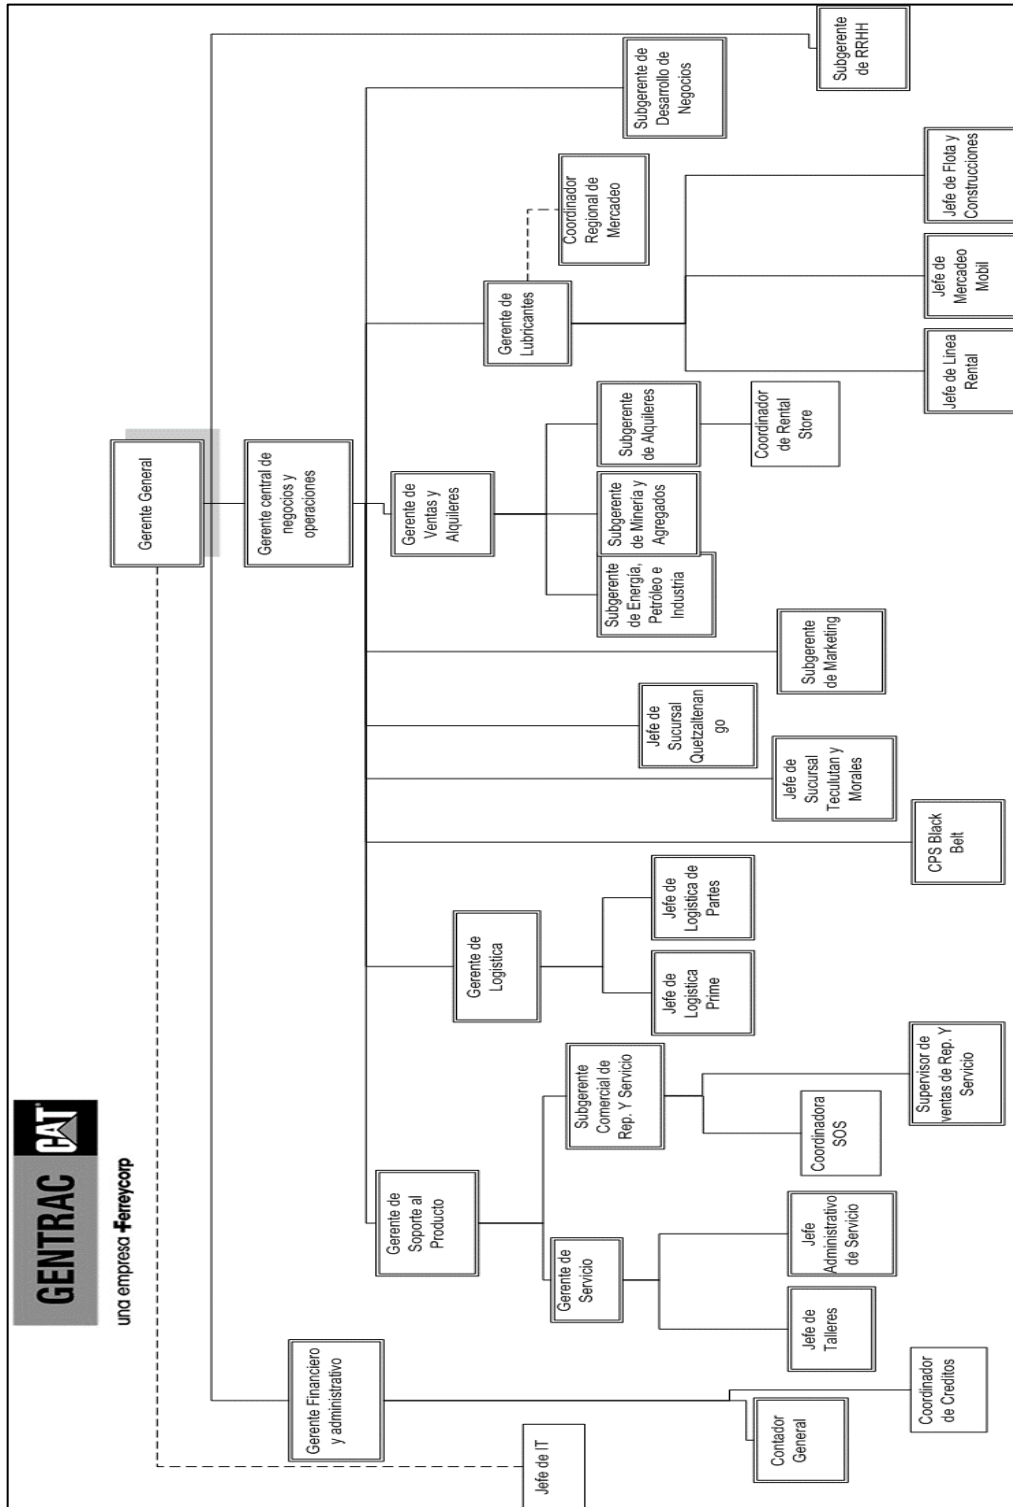 GENTRAC CAT
una empresa Ferreycorp
Gerente General
Jefe de IT
Gerente Financiero
y administrativo
Contador
General
Coordinador
de Creditos
Gerente central de
negocios y
operaciones
Subgerente
de RRHH
Gerente de
Soporte al
Producto
Gerente de
Servicio
Jefe de
Talleres
Jefe
Administrativo
de Servicio
Subgerente
Comercial de
Rep. Y Servicio
Coordinadora
SOS
Supervisor de
ventas de Rep. Y
Servicio
Gerente de
Logistica
Jefe de
Logistica
Prime
Jefe de
Logistica de
Partes
CPS Black
Belt
Jefe de
Sucursal
Teculutan y
Morales
Jefe de
Sucursal
Quetzaltenan
go
Subgerente
de Marketing
Gerente de
Ventas y
Alquileres
Subgerente
de Energía,
Petróleo e
Industria
Subgerente
de Minería y
Agregados
Subgerente
de Alquileres
Coordinador
de Rental
Store
Gerente de
Lubricantes
Coordinador
Regional de
Mercadeo
Jefe de Linea
Rental
Jefe de
Mercadeo
Mobil
Jefe de Flota y
Construcciones
Subgerente de
Desarrollo de
Negocios